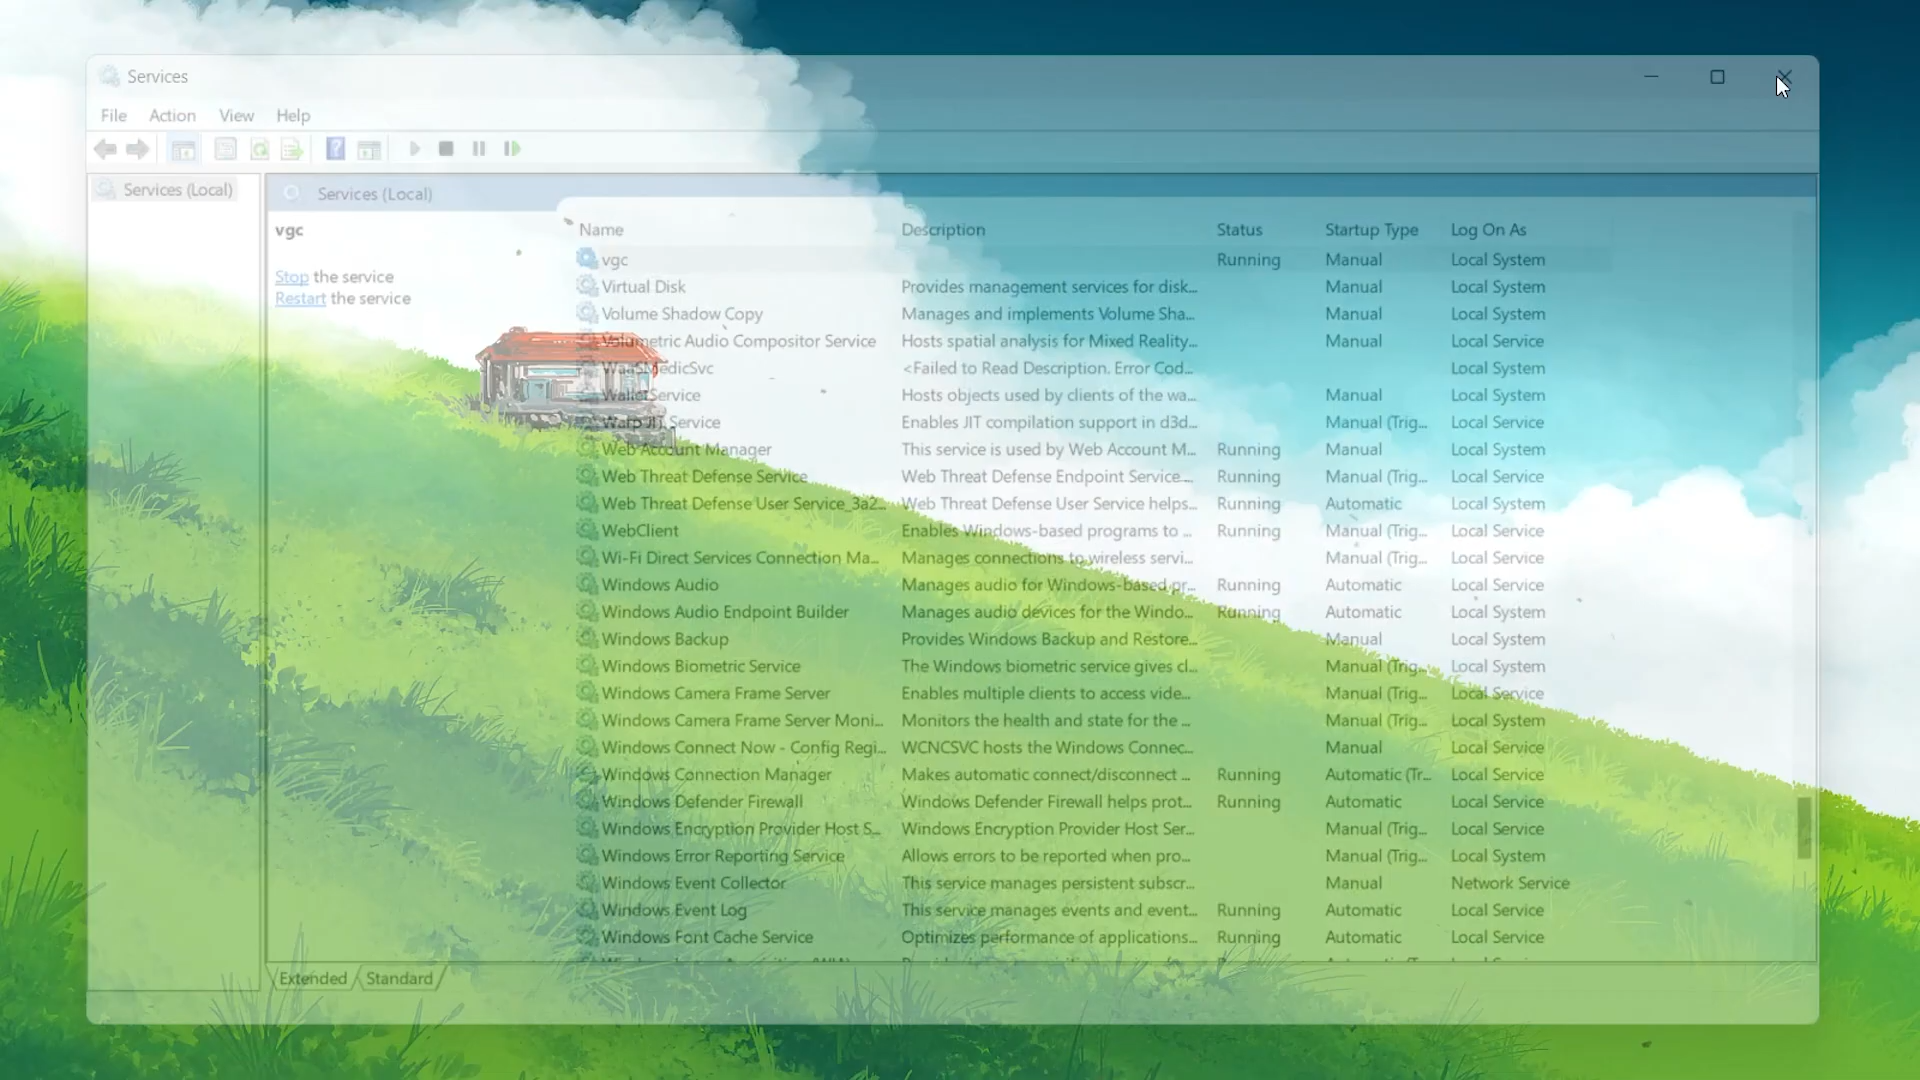 Services
File Action View Help
Services (Local)
Services (Local)
vgc
Stop the service
Restart the service
Name Description Status Startup Type Log On As
vgc Running Manual Local System
Virtual Disk Provides management services for disk... Manual Local System
Volume Shadow Copy Manages and implements Volume Sha... Manual Local System
Volumetric Audio Compositor Service Hosts spatial analysis for Mixed Reality... Manual Local Service
WaaSMedicSvc <Failed to Read Description. Error Cod... Local System
WalletService Hosts objects used by clients of the wa... Manual Local System
Warp JIT Service Enables JIT compilation support in d3d... Manual (Trig... Local Service
Web Account Manager This service is used by Web Account M... Running Manual Local System
Web Threat Defense Service Web Threat Defense Endpoint Service... Running Manual (Trig... Local Service
Web Threat Defense User Service_3a2... Web Threat Defense User Service helps... Running Automatic Local System
WebClient Enables Windows-based programs to ... Running Manual (Trig... Local Service
Wi-Fi Direct Services Connection Ma... Manages connections to wireless servi... Manual (Trig... Local Service
Windows Audio Manages audio for Windows-based pr... Running Automatic Local Service
Windows Audio Endpoint Builder Manages audio devices for the Windo... Running Automatic Local System
Windows Backup Provides Windows Backup and Restore... Manual Local System
Windows Biometric Service The Windows biometric service gives cl... Manual (Trig... Local System
Windows Camera Frame Server Enables multiple clients to access vide... Manual (Trig... Local Service
Windows Camera Frame Server Moni... Monitors the health and state for the ... Manual (Trig... Local System
Windows Connect Now - Config Regi... WCNCSVC hosts the Windows Connec... Manual Local Service
Windows Connection Manager Makes automatic connect/disconnect ... Running Automatic (Tr... Local Service
Windows Defender Firewall Windows Defender Firewall helps prot... Running Automatic Local Service
Windows Encryption Provider Host S... Windows Encryption Provider Host Ser... Manual (Trig... Local Service
Windows Error Reporting Service Allows errors to be reported when pro... Manual (Trig... Local System
Windows Event Collector This service manages persistent subscr... Manual Network Service
Windows Event Log This service manages events and event... Running Automatic Local Service
Windows Font Cache Service Optimizes performance of applications... Running Automatic Local Service
Extended Standard